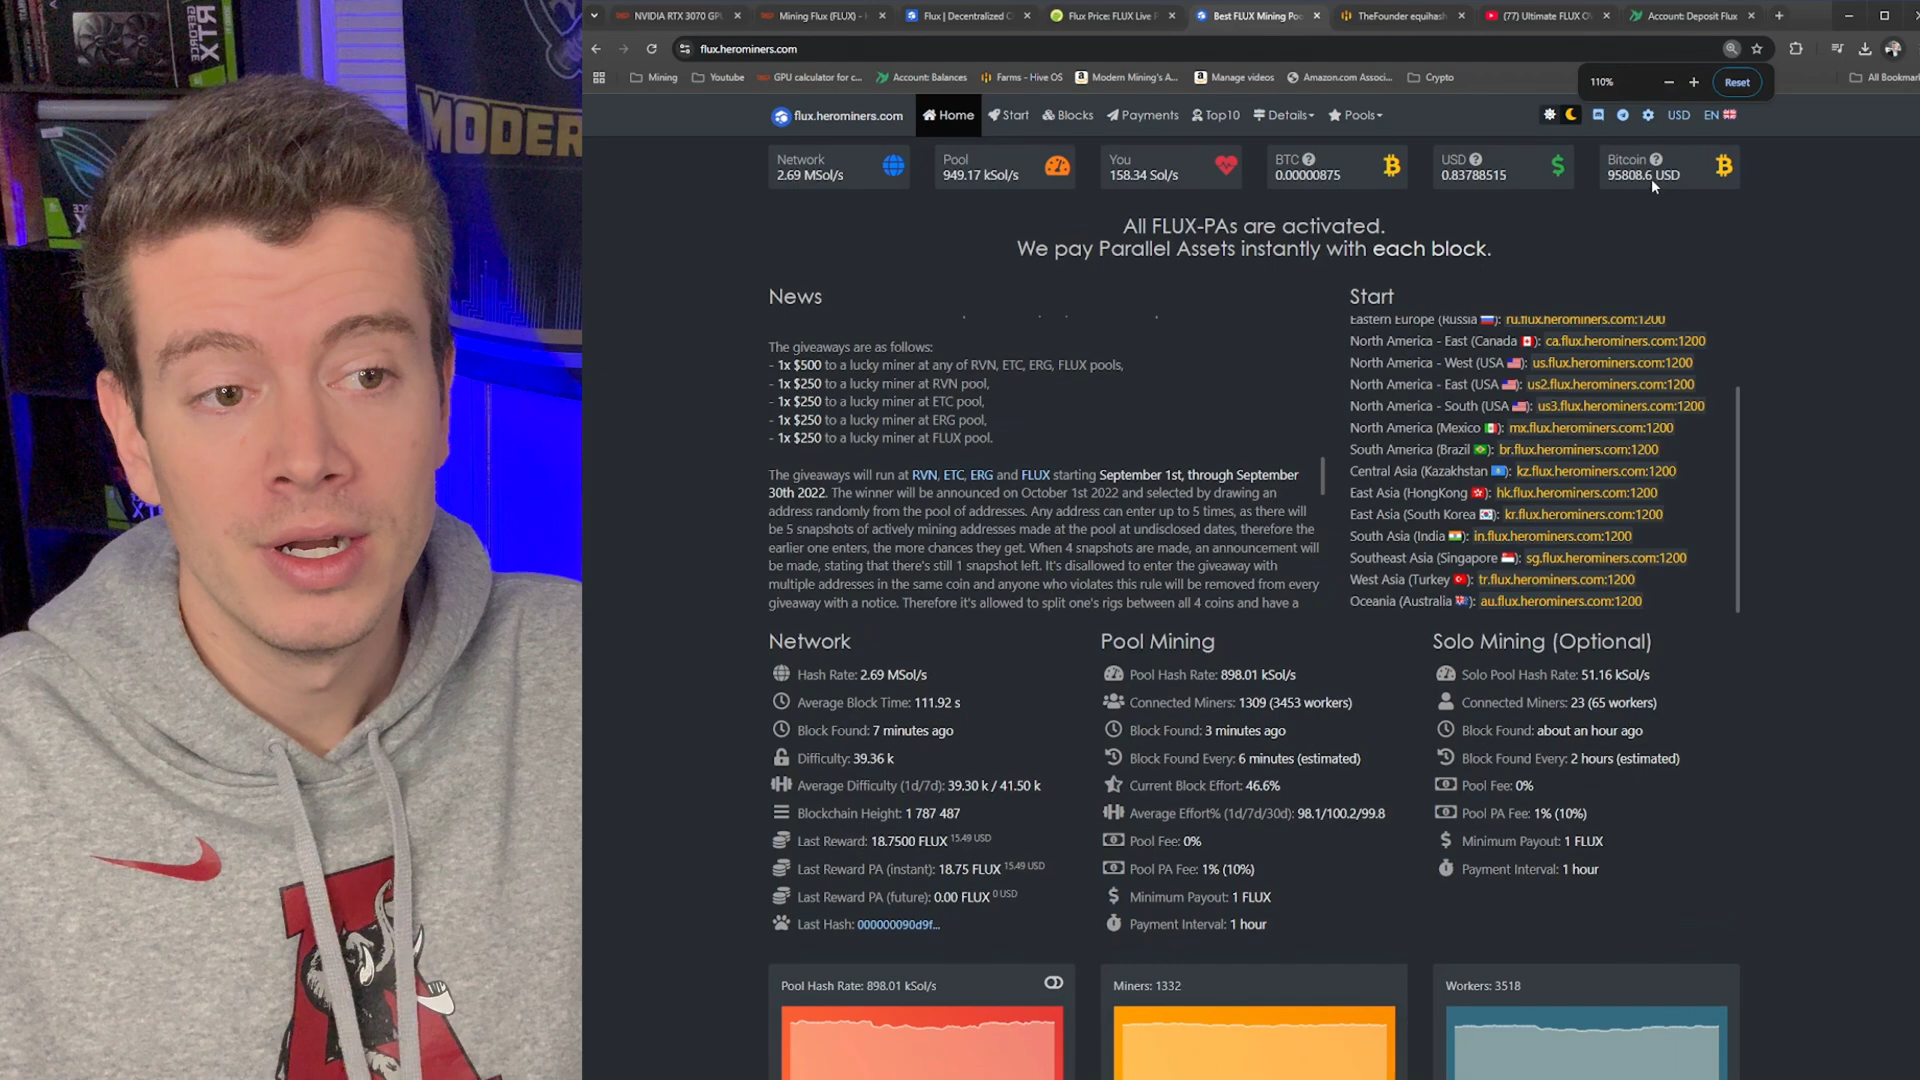 NVIDIA RTX 3070 GPU
Mining Flux (FLUX) -
Flux | Decentralized C
Flux Price: FLUX Live P
Best FLUX Mining Poo
TheFounder equihash
(77) Ultimate FLUX O
Account: Deposit Flux
flux.herominers.com
Mining
Youtube
GPU calculator for c...
Account: Balances
Farms - Hive OS
Modern Mining's A...
Manage videos
Amazon.com Associ...
Crypto
All Bookmar
110%
Reset
flux.herominers.com
Home
Start
Blocks
Payments
Top10
Details
Pools
USD
EN
Network
2.69 MSol/s
Pool
949.17 kSol/s
You
158.34 Sol/s
BTC
0.00000875
USD
0.83788515
Bitcoin
95808.6 USD
All FLUX-PAs are activated.
We pay Parallel Assets instantly with each block.
News
The giveaways are as follows:
- 1x $500 to a lucky miner at any of RVN, ETC, ERG, FLUX pools,
- 1x $250 to a lucky miner at RVN pool,
- 1x $250 to a lucky miner at ETC pool,
- 1x $250 to a lucky miner at ERG pool,
- 1x $250 to a lucky miner at FLUX pool.
The giveaways will run at RVN, ETC, ERG and FLUX starting September 1st, through September
30th 2022. The winner will be announced on October 1st 2022 and selected by drawing an
address randomly from the pool of addresses. Any address can enter up to 5 times, as there will
be 5 snapshots of actively mining addresses made at the pool at undisclosed dates, therefore the
earlier one enters, the more chances they get. When 4 snapshots are made, an announcement will
be made, stating that there's still 1 snapshot left. It's disallowed to enter the giveaway with
multiple addresses in the same coin and anyone who violates this rule will be removed from every
giveaway with a notice. Therefore it's allowed to split one's rigs between all 4 coins and have a
Start
Eastern Europe (Russia): ru.flux.herominers.com:1200
North America - East (Canada): ca.flux.herominers.com:1200
North America - West (USA): us.flux.herominers.com:1200
North America - East (USA): us2.flux.herominers.com:1200
North America - South (USA): us3.flux.herominers.com:1200
North America (Mexico): mx.flux.herominers.com:1200
South America (Brazil): br.flux.herominers.com:1200
Central Asia (Kazakhstan): kz.flux.herominers.com:1200
East Asia (HongKong): hk.flux.herominers.com:1200
East Asia (South Korea): kr.flux.herominers.com:1200
South Asia (India): in.flux.herominers.com:1200
Southeast Asia (Singapore): sg.flux.herominers.com:1200
West Asia (Turkey): tr.flux.herominers.com:1200
Oceania (Australia): au.flux.herominers.com:1200
Network
Hash Rate: 2.69 MSol/s
Average Block Time: 111.92 s
Block Found: 7 minutes ago
Difficulty: 39.36 k
Average Difficulty (1d/7d): 39.30 k / 41.50 k
Blockchain Height: 1 787 487
Last Reward: 18.7500 FLUX 15.49 USD
Last Reward PA (instant): 18.75 FLUX 15.49 USD
Last Reward PA (future): 0.00 FLUX 0 USD
Last Hash: 000000090d9f...
Pool Mining
Pool Hash Rate: 898.01 kSol/s
Connected Miners: 1309 (3453 workers)
Block Found: 3 minutes ago
Block Found Every: 6 minutes (estimated)
Current Block Effort: 46.6%
Average Effort% (1d/7d/30d): 98.1/100.2/99.8
Pool Fee: 0%
Pool PA Fee: 1% (10%)
Minimum Payout: 1 FLUX
Payment Interval: 1 hour
Solo Mining (Optional)
Solo Pool Hash Rate: 51.16 kSol/s
Connected Miners: 23 (65 workers)
Block Found: about an hour ago
Block Found Every: 2 hours (estimated)
Pool Fee: 0%
Pool PA Fee: 1% (10%)
Minimum Payout: 1 FLUX
Payment Interval: 1 hour
Pool Hash Rate: 898.01 kSol/s
Miners: 1332
Workers: 3518
RTX
MODER